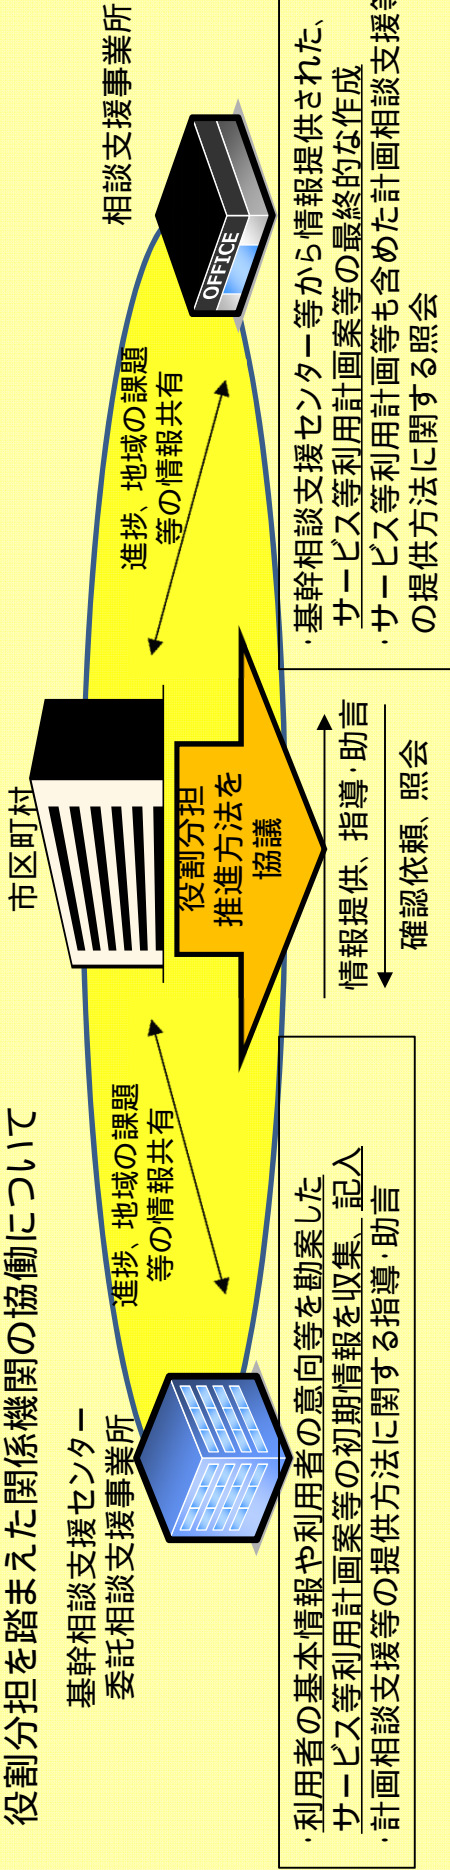 役割分担を踏まえた関係機関の協働について
基幹相談支援センター
委託相談支援事業所
市区町村
相談支援事業所
OFFICE
進捗、地域の課題
等の情報共有
進捗、地域の課題
等の情報共有
役割分担
推進方法を
協議
・利用者の基本情報や利用者の意向等を勘案した
サービス等利用計画案等の初期情報を収集、記入
・計画相談支援等の提供方法に関する指導・助言
情報提供、指導・助言
確認依頼、照会
・基幹相談支援センター等から情報提供された、
サービス等利用計画案等の最終的な作成
・サービス等利用計画等も含めた計画相談支援等
の提供方法に関する照会